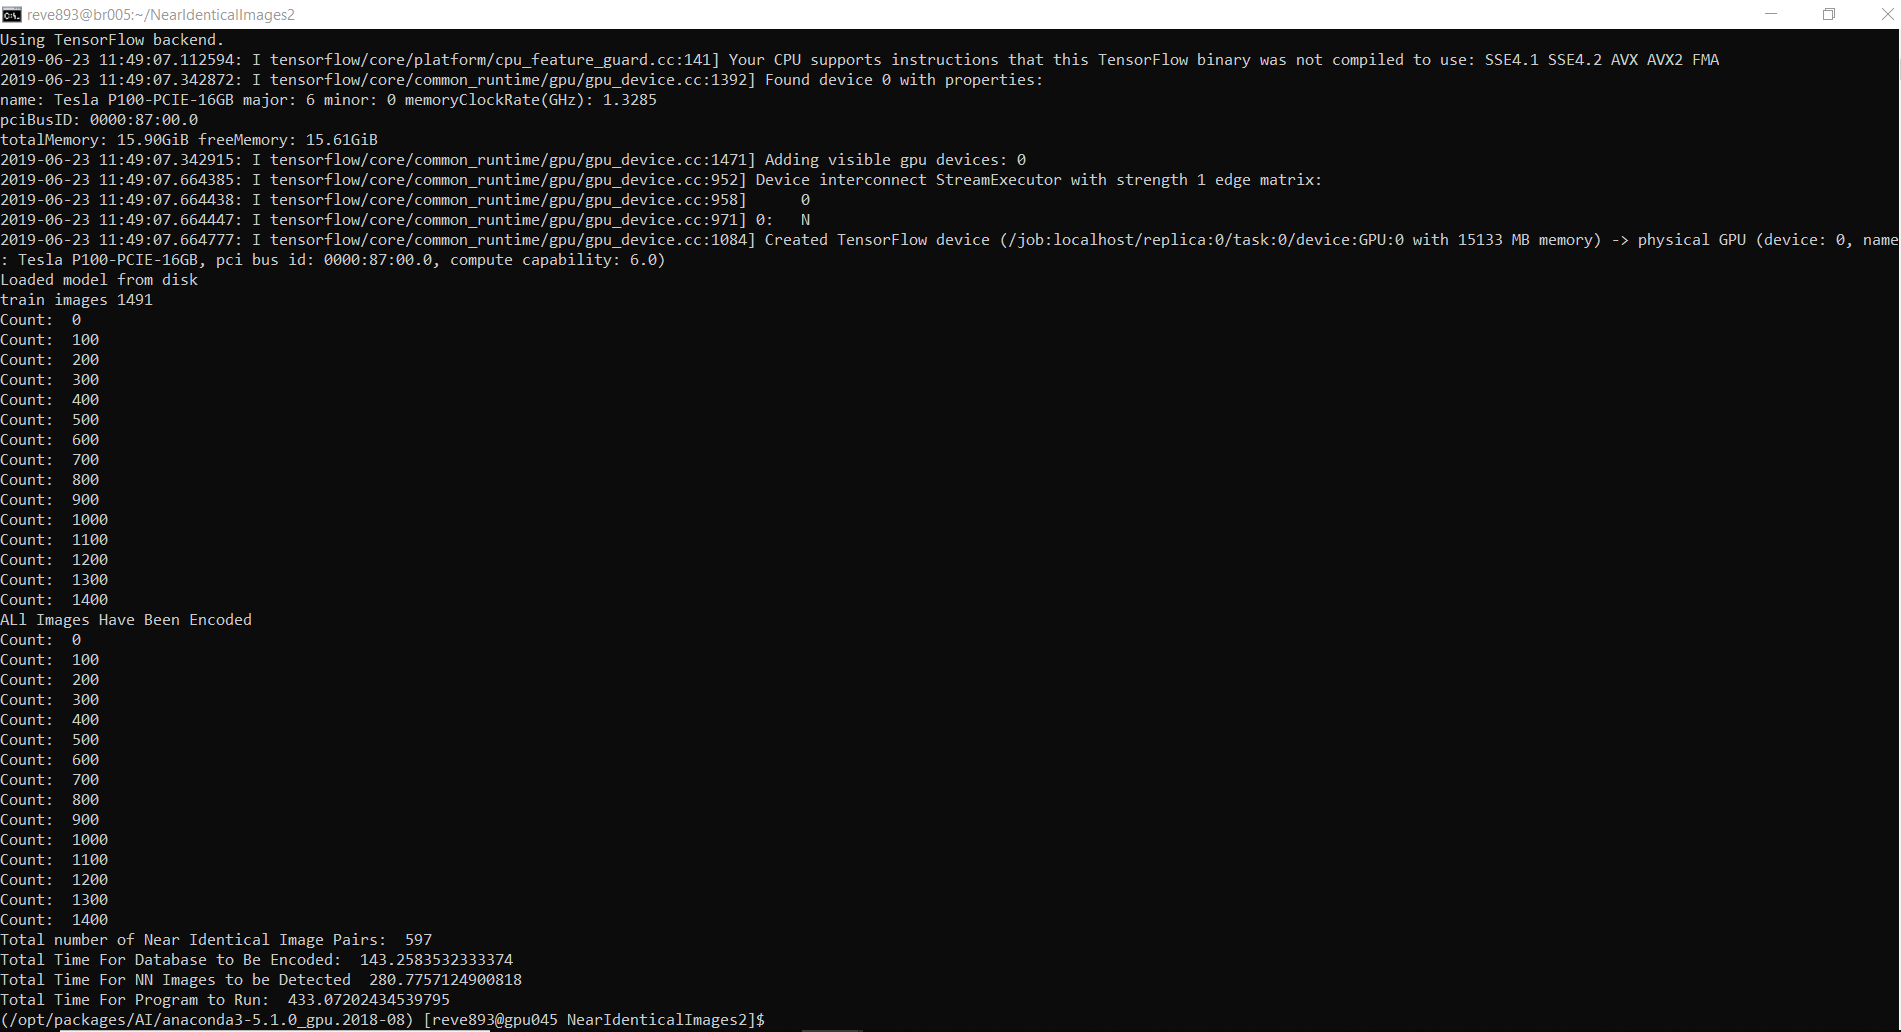 reve893@br005:~/NearIdenticalImages2
Using TensorFlow backend.
2019-06-23 11:49:07.112594: I tensorflow/core/platform/cpu_feature_guard.cc:141] Your CPU supports instructions that this TensorFlow binary was not compiled to use: SSE4.1 SSE4.2 AVX AVX2 FMA
2019-06-23 11:49:07.342872: I tensorflow/core/common_runtime/gpu/gpu_device.cc:1392] Found device 0 with properties:
name: Tesla P100-PCIE-16GB major: 6 minor: 0 memoryClockRate(GHz): 1.3285
pciBusID: 0000:87:00.0
totalMemory: 15.90GiB freeMemory: 15.61GiB
2019-06-23 11:49:07.342915: I tensorflow/core/common_runtime/gpu/gpu_device.cc:1471] Adding visible gpu devices: 0
2019-06-23 11:49:07.664385: I tensorflow/core/common_runtime/gpu/gpu_device.cc:952] Device interconnect StreamExecutor with strength 1 edge matrix:
2019-06-23 11:49:07.664438: I tensorflow/core/common_runtime/gpu/gpu_device.cc:958]      0
2019-06-23 11:49:07.664447: I tensorflow/core/common_runtime/gpu/gpu_device.cc:971] 0:   N
2019-06-23 11:49:07.664777: I tensorflow/core/common_runtime/gpu/gpu_device.cc:1084] Created TensorFlow device (/job:localhost/replica:0/task:0/device:GPU:0 with 15133 MB memory) -> physical GPU (device: 0, name
: Tesla P100-PCIE-16GB, pci bus id: 0000:87:00.0, compute capability: 6.0)
Loaded model from disk
train images 1491
Count:  0
Count:  100
Count:  200
Count:  300
Count:  400
Count:  500
Count:  600
Count:  700
Count:  800
Count:  900
Count:  1000
Count:  1100
Count:  1200
Count:  1300
Count:  1400
ALl Images Have Been Encoded
Count:  0
Count:  100
Count:  200
Count:  300
Count:  400
Count:  500
Count:  600
Count:  700
Count:  800
Count:  900
Count:  1000
Count:  1100
Count:  1200
Count:  1300
Count:  1400
Total number of Near Identical Image Pairs:  597
Total Time For Database to Be Encoded:  143.2583532333374
Total Time For NN Images to be Detected  280.7757124900818
Total Time For Program to Run:  433.07202434539795
(/opt/packages/AI/anaconda3-5.1.0_gpu.2018-08) [reve893@gpu045 NearIdenticalImages2]$